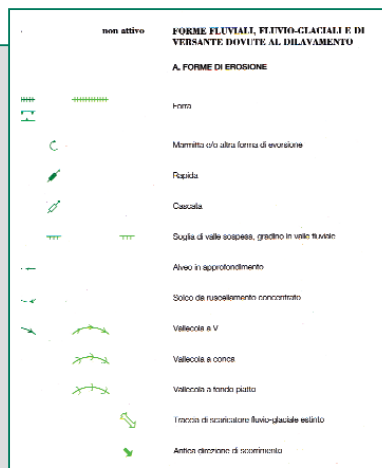 non attivo
FORME FLUVIALI, FLUVIO-GLACIALI E DI
VERSANTE DOVUTE AL DILAVAMENTO
A. FORME DI EROSIONE
Forra
Marmitta o/o altra forma di evorsione
Rapida
Cascata
Soglia di valle sospesa, gradino in valle fluviale
Alveo in approfondimento
Solco da ruscellamento concentrato
Vallecola a V
Vallecola a conca
Vallecola a fondo piatto
Traccia di scaricatore fluvio-glaciale estinto
Antica direzione di scorrimento